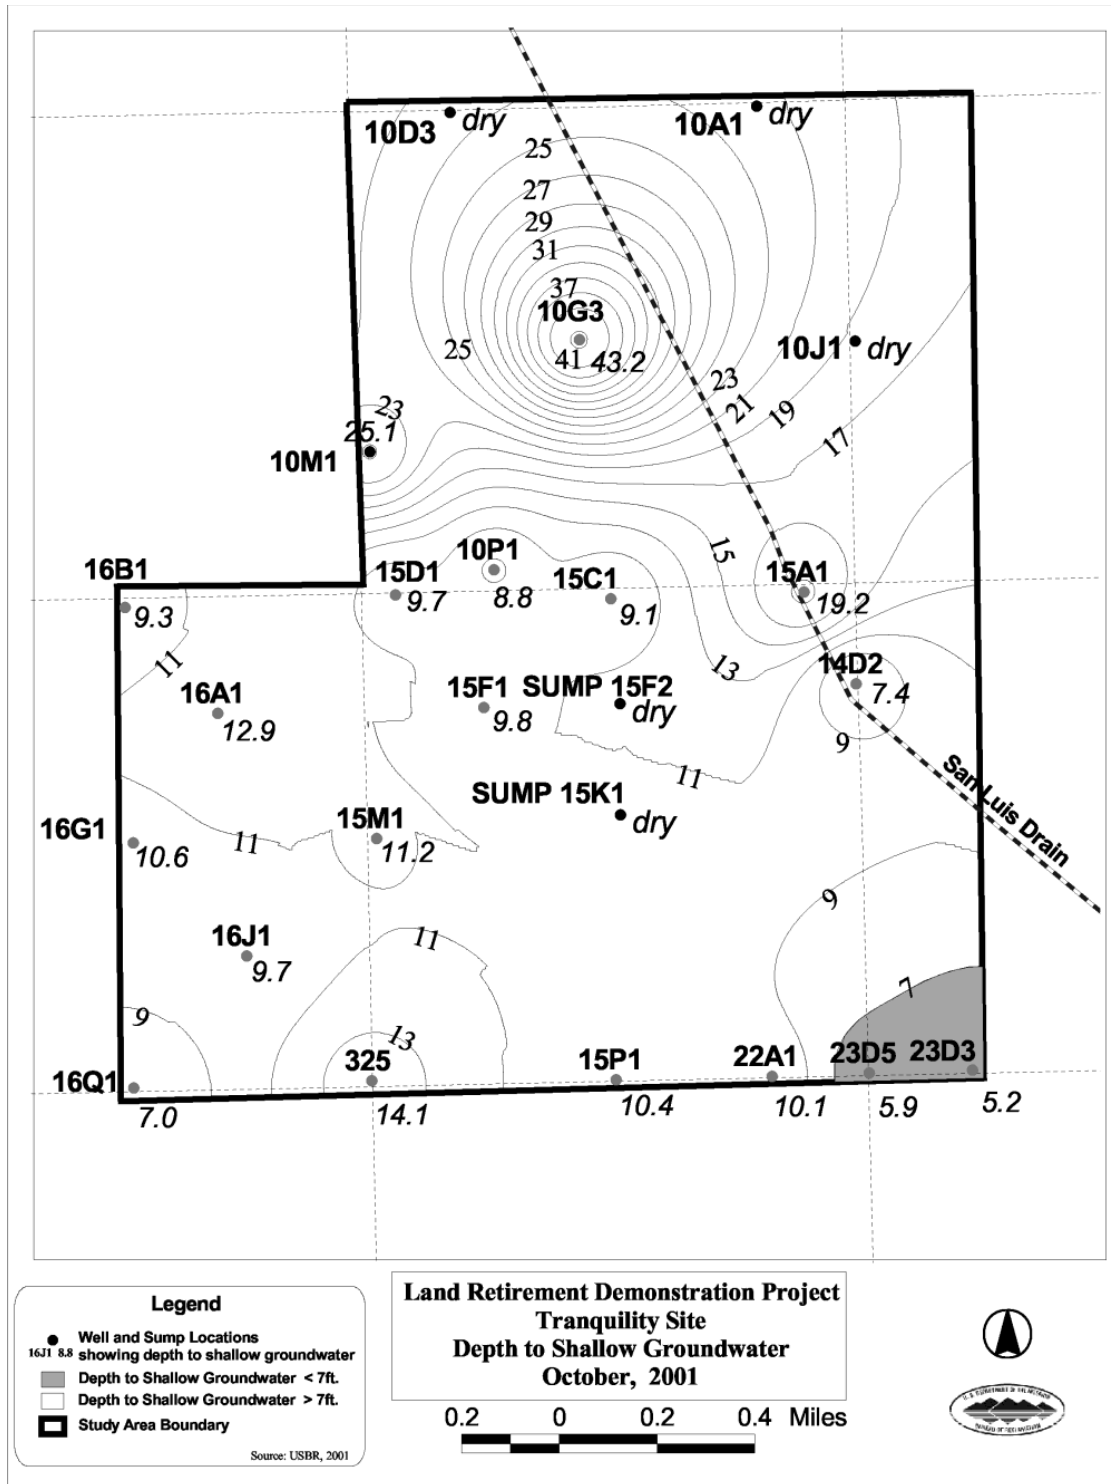 10D3 dry
10A1 dry
25
27
29
31
37
10G3
41 43.2
25
10J1 dry
23
21
19
17
23
25.1
10M1
15
16B1
9.3
15D1
9.7
10P1
8.8
15C1
9.1
15A1
19.2
11
13
14D2
7.4
16A1
12.9
15F1
9.8
SUMP 15F2
dry
9
11
San Luis Drain
SUMP 15K1
dry
16G1
10.6
11
15M1
11.2
9
16J1
9.7
11
7
9
13
16Q1
7.0
325
14.1
15P1
10.4
22A1
10.1
23D5
5.9
23D3
5.2
Legend
Well and Sump Locations
16J1 8.8 showing depth to shallow groundwater
Depth to Shallow Groundwater < 7ft.
Depth to Shallow Groundwater > 7ft.
Study Area Boundary
Source: USBR, 2001
Land Retirement Demonstration Project
Tranquility Site
Depth to Shallow Groundwater
October, 2001
0.2 0 0.2 0.4 Miles